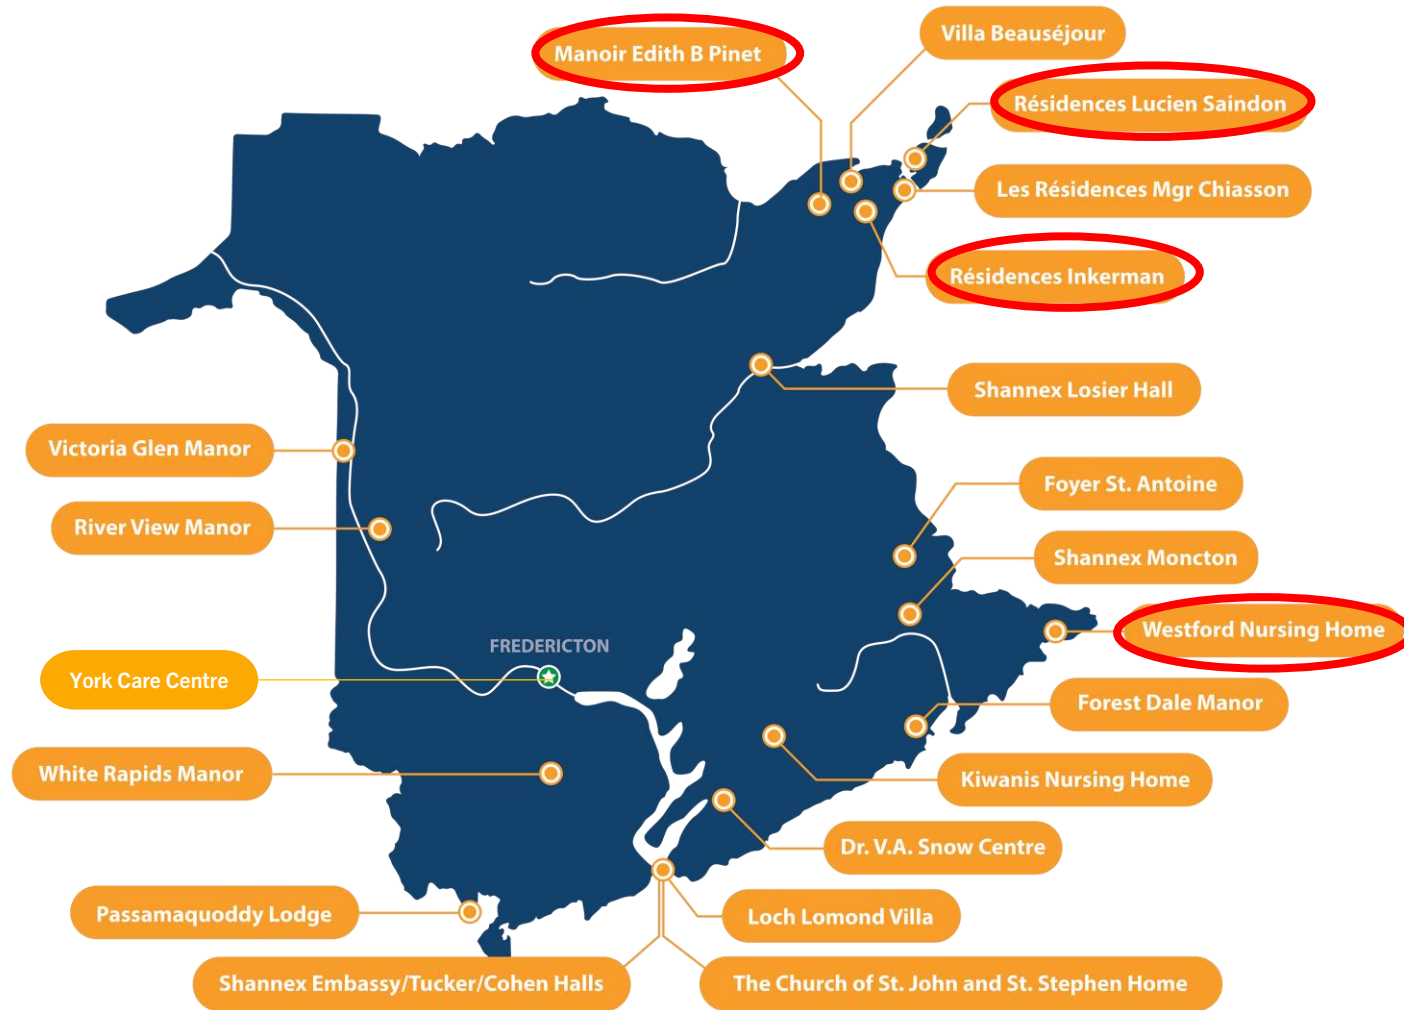 Villa Beauséjour
Manoir Edith B Pinet
Résidences Lucien Saindon
Les Résidences Mgr Chiasson
Résidences Inkerman
Shannex Losier Hall
Victoria Glen Manor
Foyer St. Antoine
River View Manor
Shannex Moncton
Westford Nursing Home
FREDERICTON
York Care Centre
Forest Dale Manor
White Rapids Manor
Kiwanis Nursing Home
Dr. V.A. Snow Centre
Passamaquoddy Lodge
Loch Lomond Villa
Shannex Embassy/Tucker/Cohen Halls
The Church of St. John and St. Stephen Home